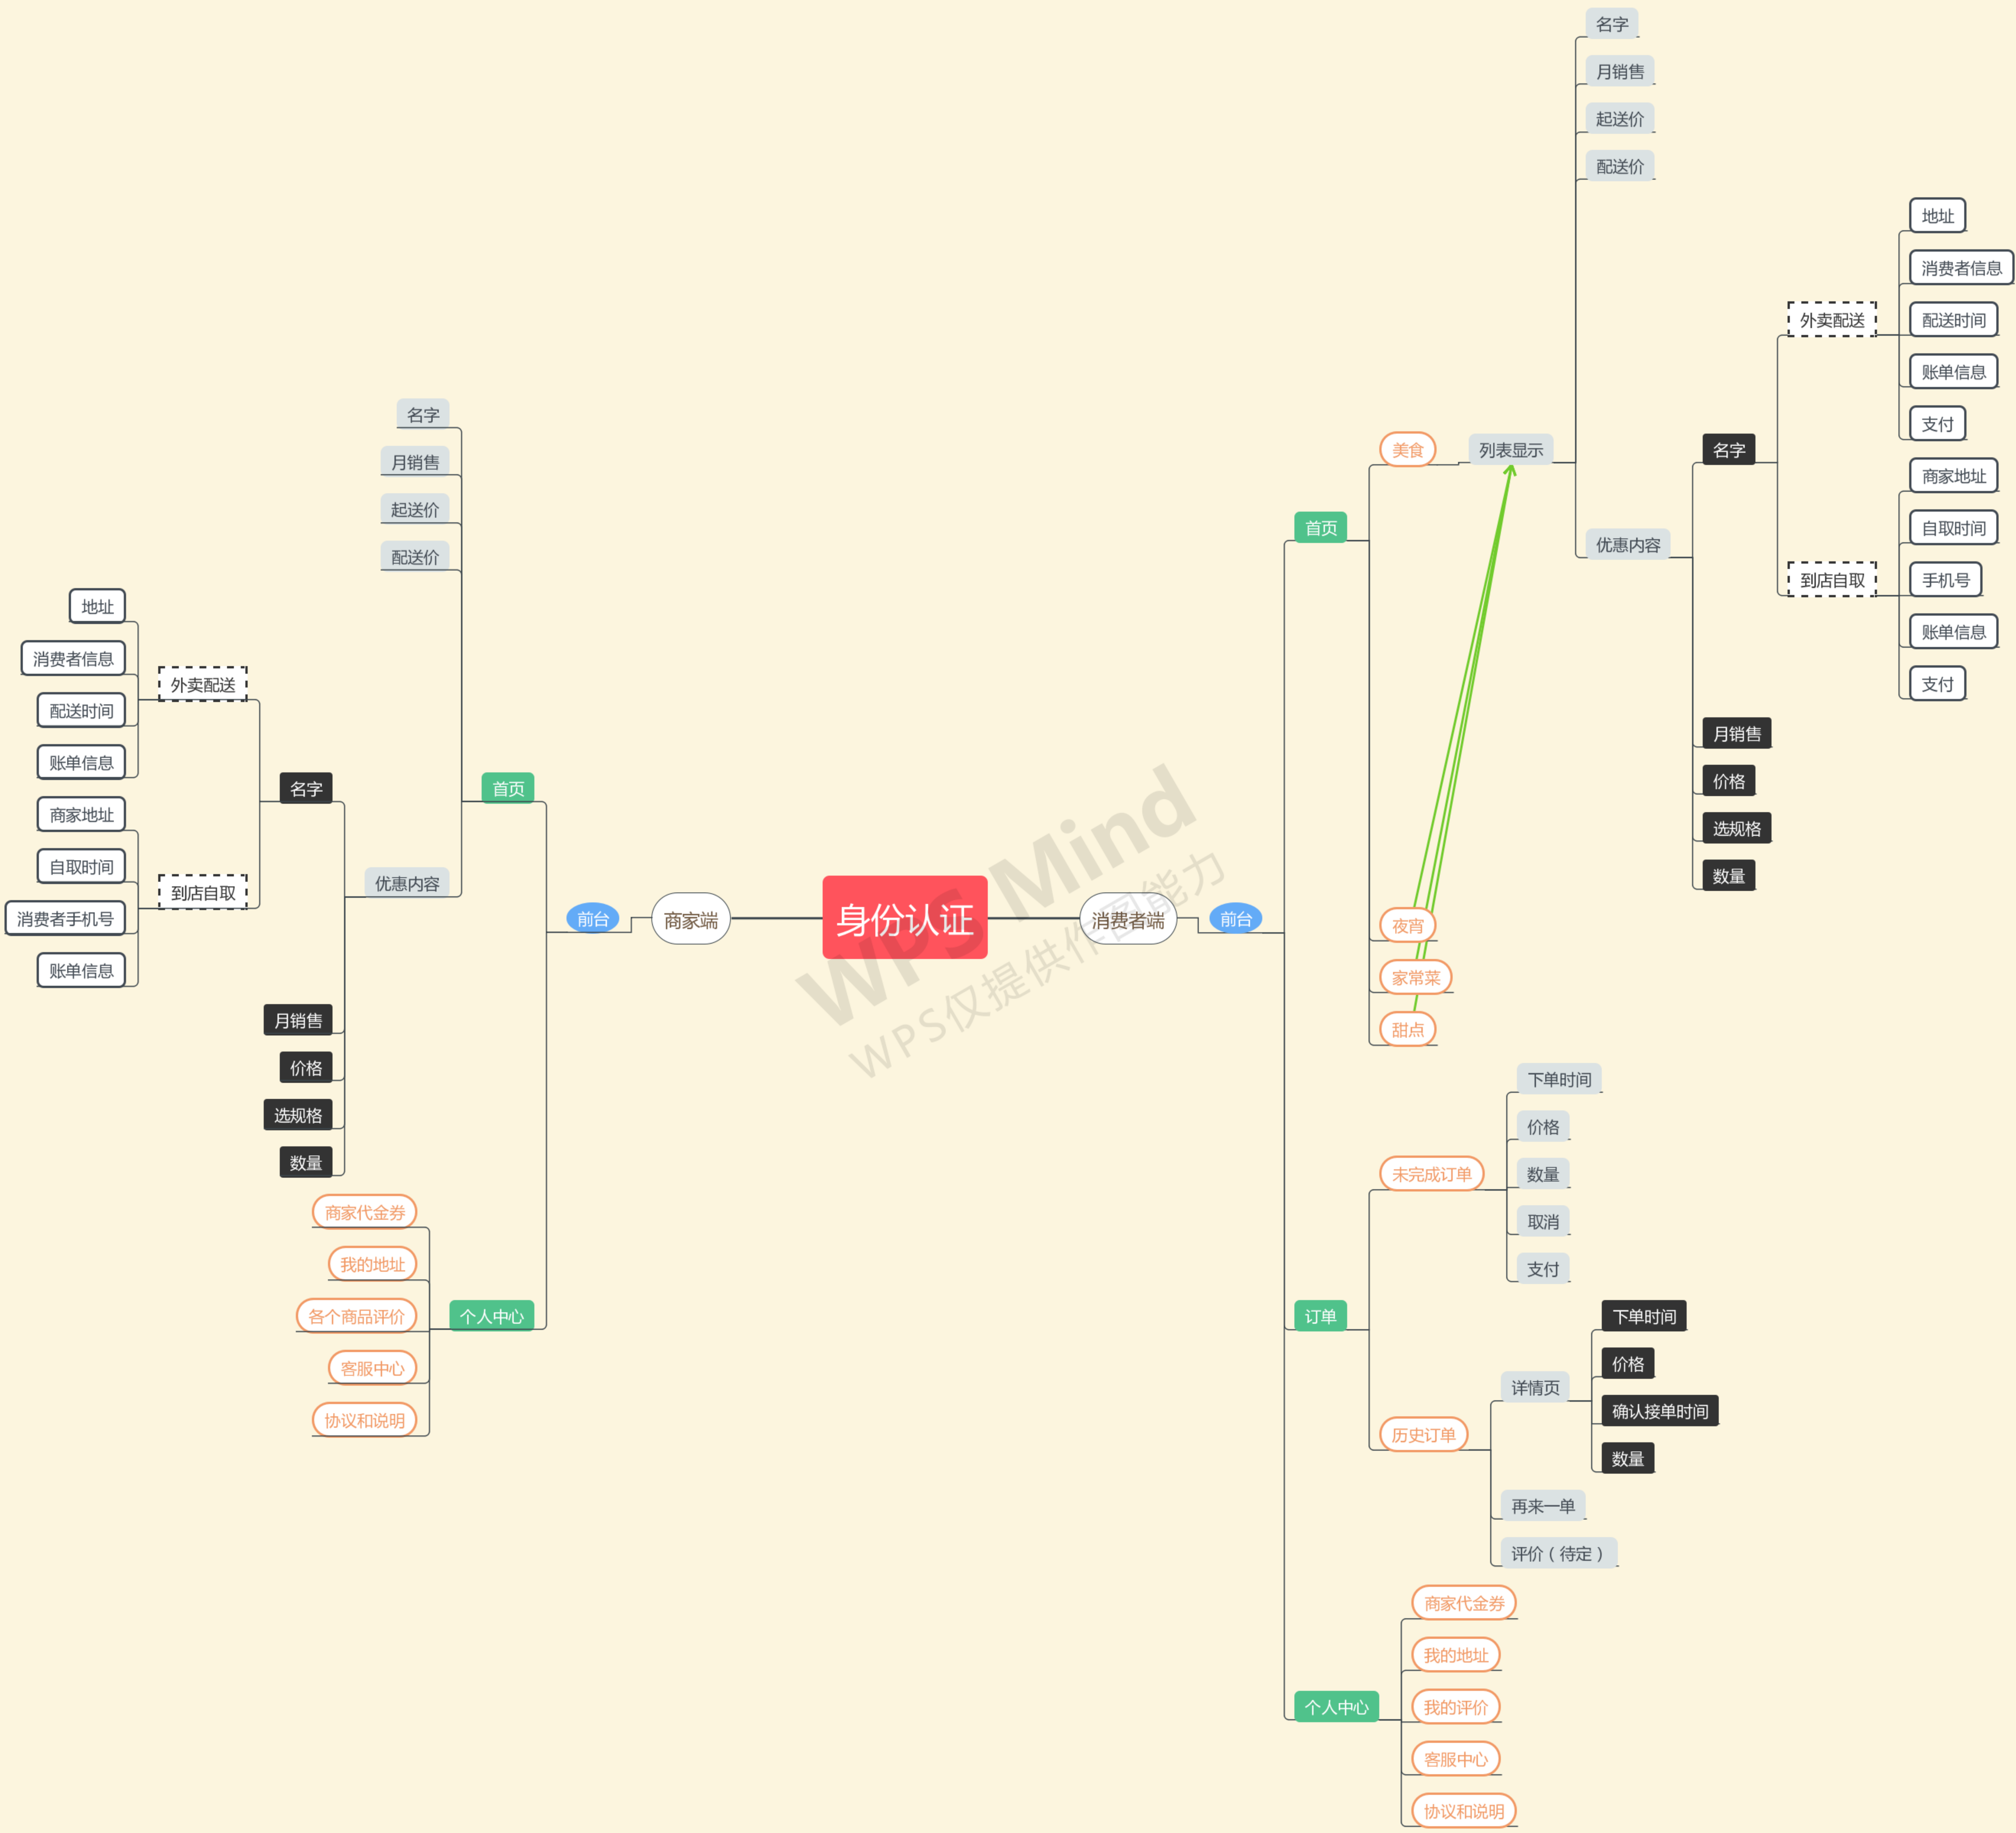 身份认证
商家端
前台
首页
名字
月销售
起送价
配送价
优惠内容
名字
外卖配送
地址
消费者信息
配送时间
账单信息
到店自取
商家地址
自取时间
消费者手机号
账单信息
月销售
价格
选规格
数量
个人中心
商家代金券
我的地址
各个商品评价
客服中心
协议和说明
消费者端
前台
首页
美食
列表显示
名字
月销售
起送价
配送价
优惠内容
名字
外卖配送
地址
消费者信息
配送时间
账单信息
支付
到店自取
商家地址
自取时间
手机号
账单信息
支付
月销售
价格
选规格
数量
夜宵
家常菜
甜点
订单
未完成订单
下单时间
价格
数量
取消
支付
历史订单
详情页
下单时间
价格
确认接单时间
数量
再来一单
评价（待定）
个人中心
商家代金券
我的地址
我的评价
客服中心
协议和说明
WPS Mind
WPS仅提供作图能力